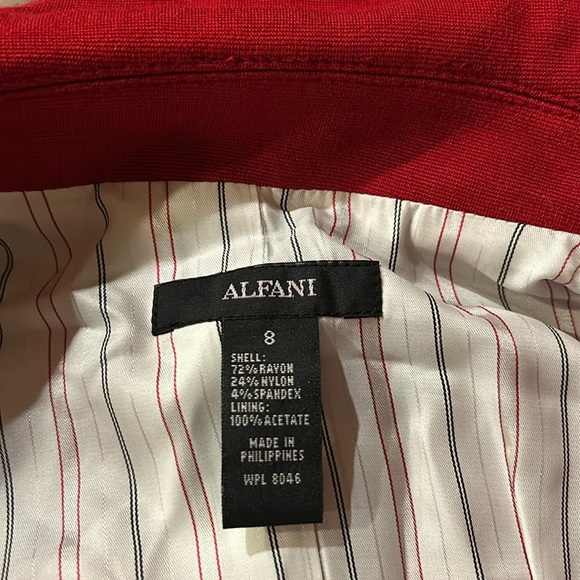 ALFANI
8
SHELL:
72%RAYON
24%NYLON
4%SPANDEX
LINING:
100%ACETATE
MADE IN
PHILIPPINES
WPL 8046